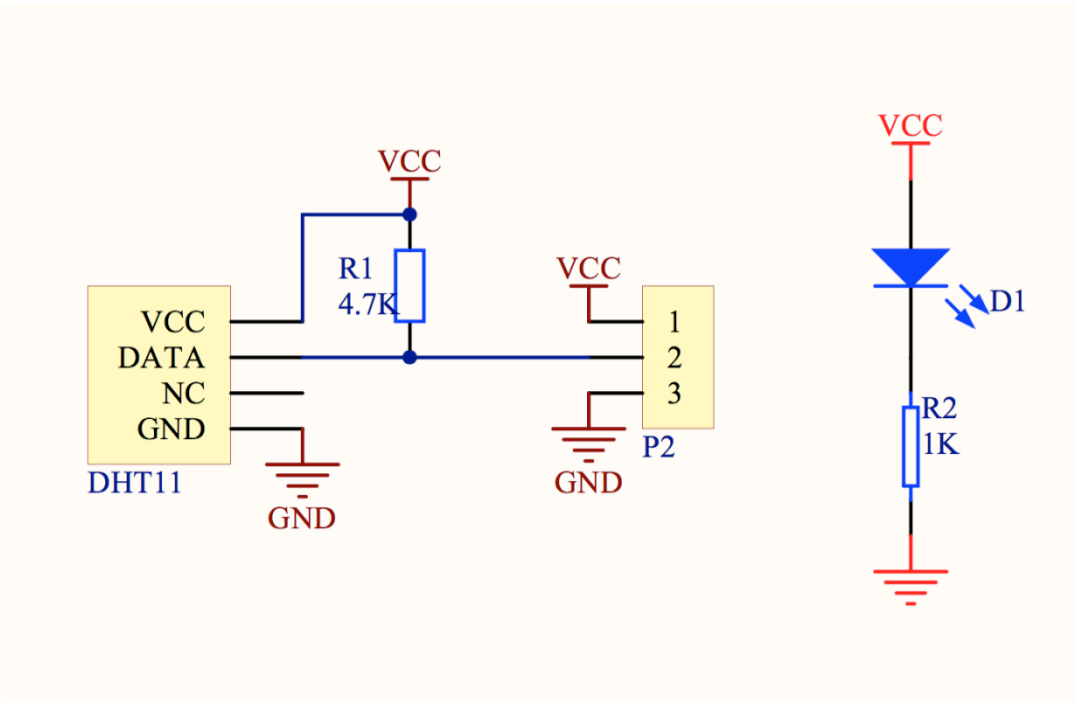 VCC
R1
4.7K
VCC
DATA
NC
GND
DHT11
GND
VCC
1
2
3
P2
GND
VCC
D1
R2
1K